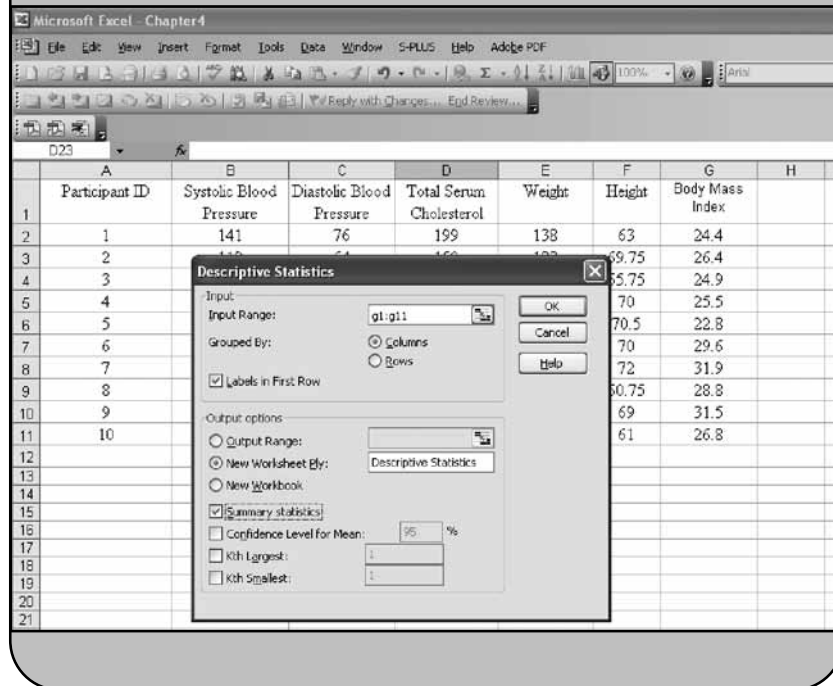 Microsoft Excel - Chapter4
File Edit View Insert Format Tools Data Window S-PLUS Help Adobe PDF
100% Arial
Reply with Changes... End Review...
D23 fx
A B C D E F G H
1 Participant ID Systolic Blood Pressure Diastolic Blood Pressure Total Serum Cholesterol Weight Height Body Mass Index
2 1 141 76 199 138 63 24.4
3 2 69.75 26.4
4 3 24.9
5 4 70 25.5
6 5 70.5 22.8
7 6 70 29.6
8 7 72 31.9
9 8 28.8
10 9 69 31.5
11 10 61 26.8
12
13
14
15
16
17
18
19
20
21
Descriptive Statistics
Input
Input Range: g1:g11
Grouped By: Columns
Rows
Labels in First Row
OK
Cancel
Help
Output options
Output Range:
New Worksheet Ply: Descriptive Statistics
New Workbook
Summary statistics
Confidence Level for Mean: 95 %
Kth Largest: 1
Kth Smallest: 1